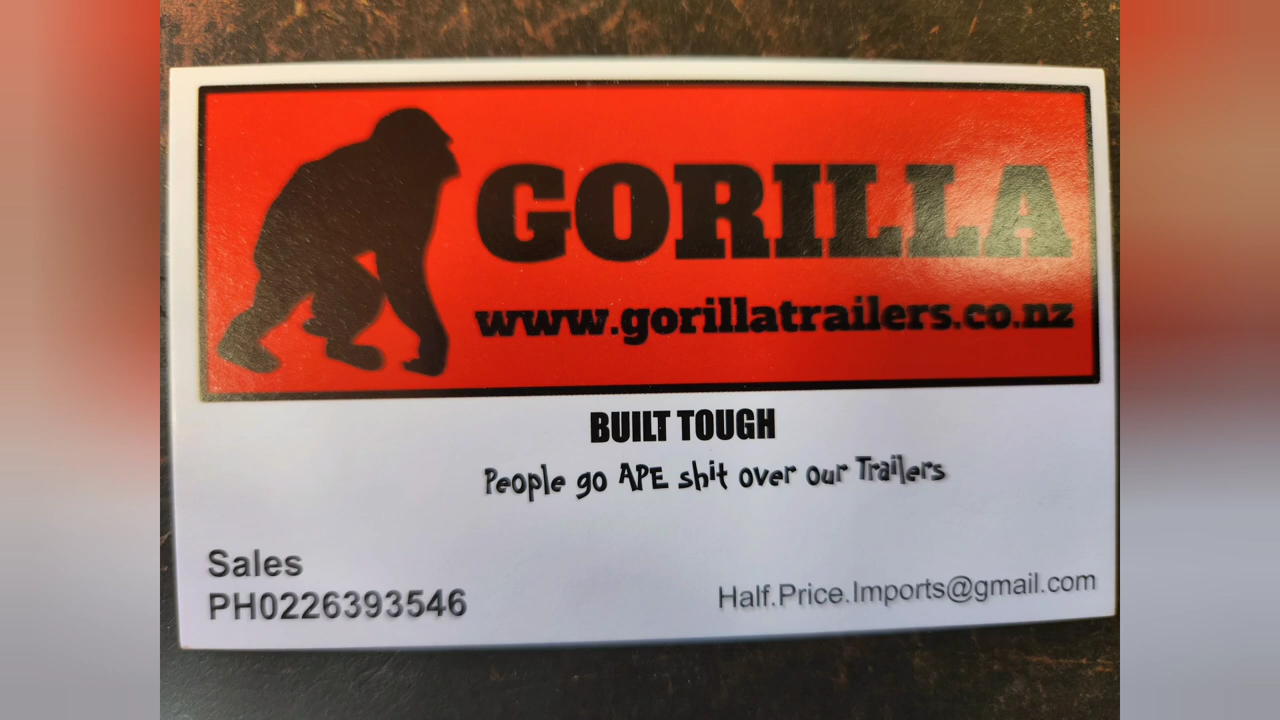 GORILLA
www.gorillatrailers.co.nz
BUILT TOUGH
People go APE shit over our Trailers
Sales
PH0226393546
Half.Price.Imports@gmail.com